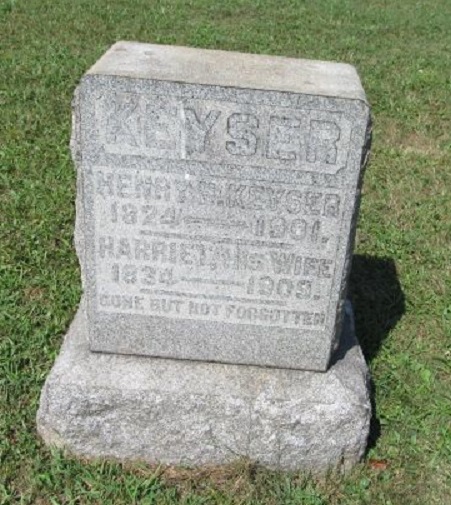 KEYSER
HENRY KEYSER
1824 — 1901.
HARRIET, HIS WIFE
1834 — 1909.
GONE BUT NOT FORGOTTEN